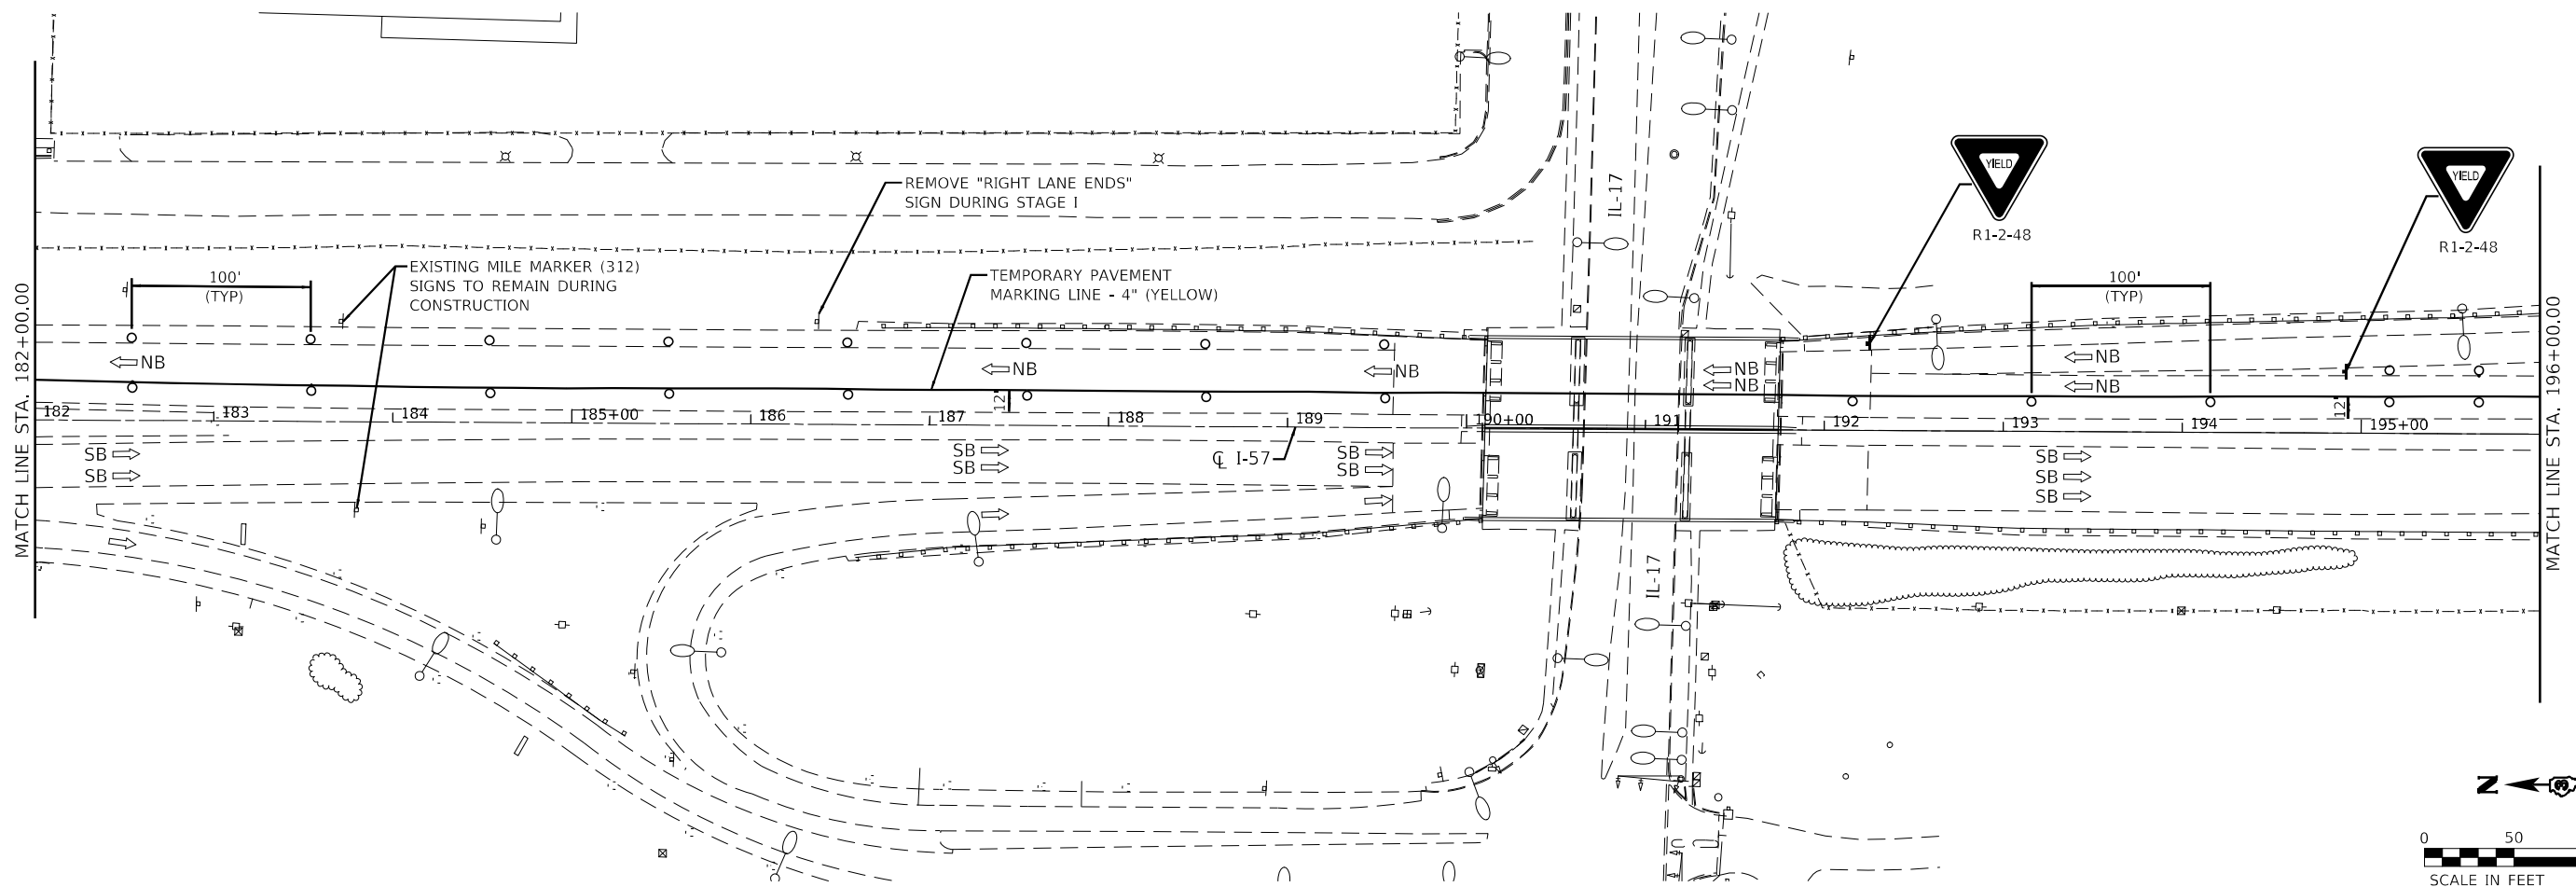 MATCH LINE STA. 182+00.00
100'
(TYP)
EXISTING MILE MARKER (312)
SIGNS TO REMAIN DURING
CONSTRUCTION
REMOVE "RIGHT LANE ENDS"
SIGN DURING STAGE I
TEMPORARY PAVEMENT
MARKING LINE - 4" (YELLOW)
IL-17
YIELD
R1-2-48
YIELD
R1-2-48
100'
(TYP)
MATCH LINE STA. 196+00.00
NB
NB
NB
NB
NB
NB
NB
12'
12'
182
183
184
185+00
186
187
188
189
190+00
191
192
193
194
195+00
℄ I-57
SB
SB
SB
SB
SB
SB
SB
SB
SB
IL-17
N
0
50
SCALE IN FEET